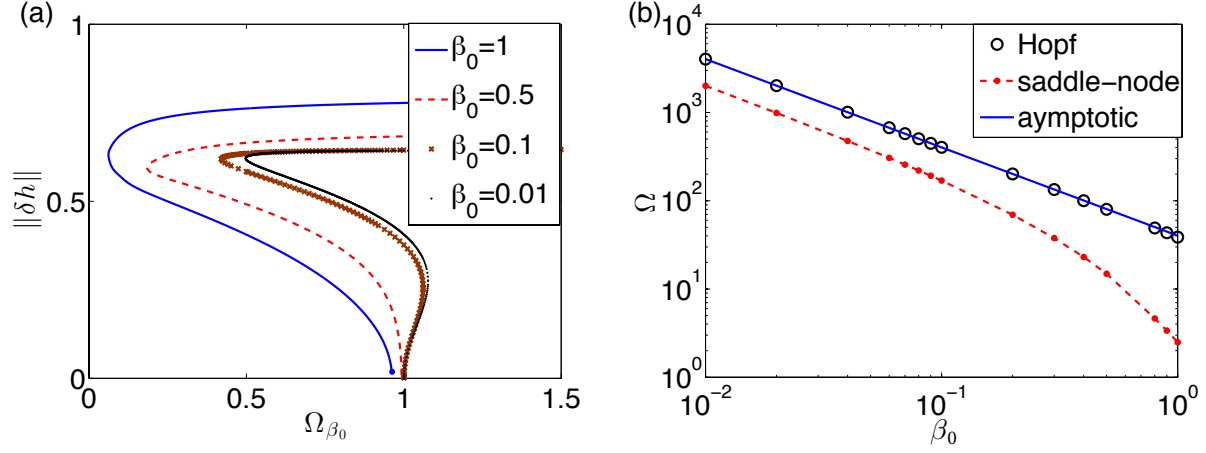 (a)
1
0.5
0
‖δh‖
0
0.5
1
1.5
Ω_{β_0}
β_0=1
β_0=0.5
β_0=0.1
β_0=0.01
(b)
10^4
10^3
10^2
10^1
10^0
Ω
10^{-2}
10^{-1}
10^0
β_0
Hopf
saddle-node
aymptotic